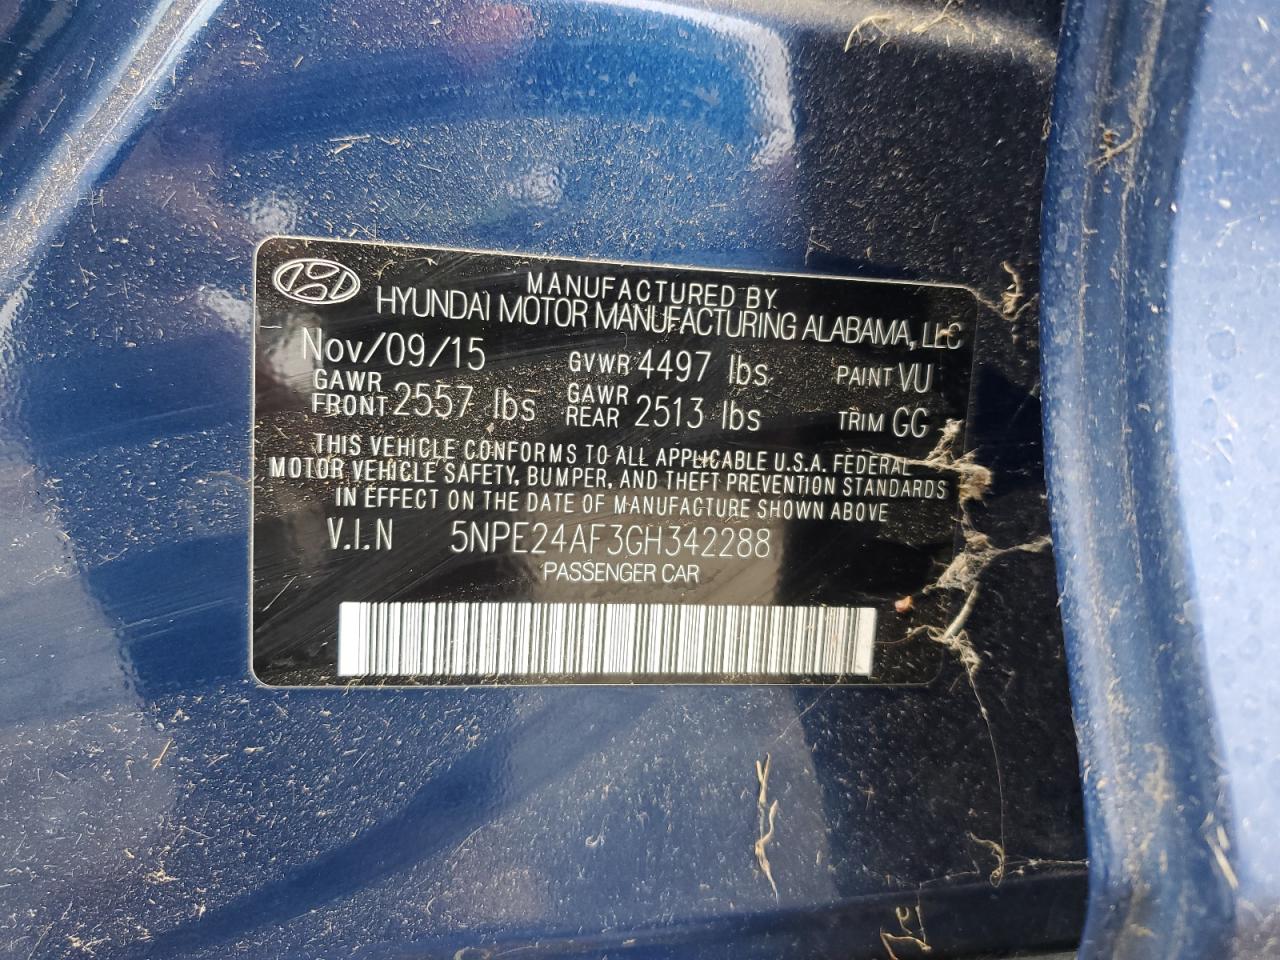 MANUFACTURED BY
HYUNDAI MOTOR MANUFACTURING ALABAMA, LLC
Nov/09/15 GVWR 4497 lbs PAINT VU
GAWR FRONT 2557 lbs GAWR REAR 2513 lbs TRIM GG
THIS VEHICLE CONFORMS TO ALL APPLICABLE U.S.A. FEDERAL
MOTOR VEHICLE SAFETY, BUMPER, AND THEFT PREVENTION STANDARDS
IN EFFECT ON THE DATE OF MANUFACTURE SHOWN ABOVE
V.I.N 5NPE24AF3GH342288
PASSENGER CAR